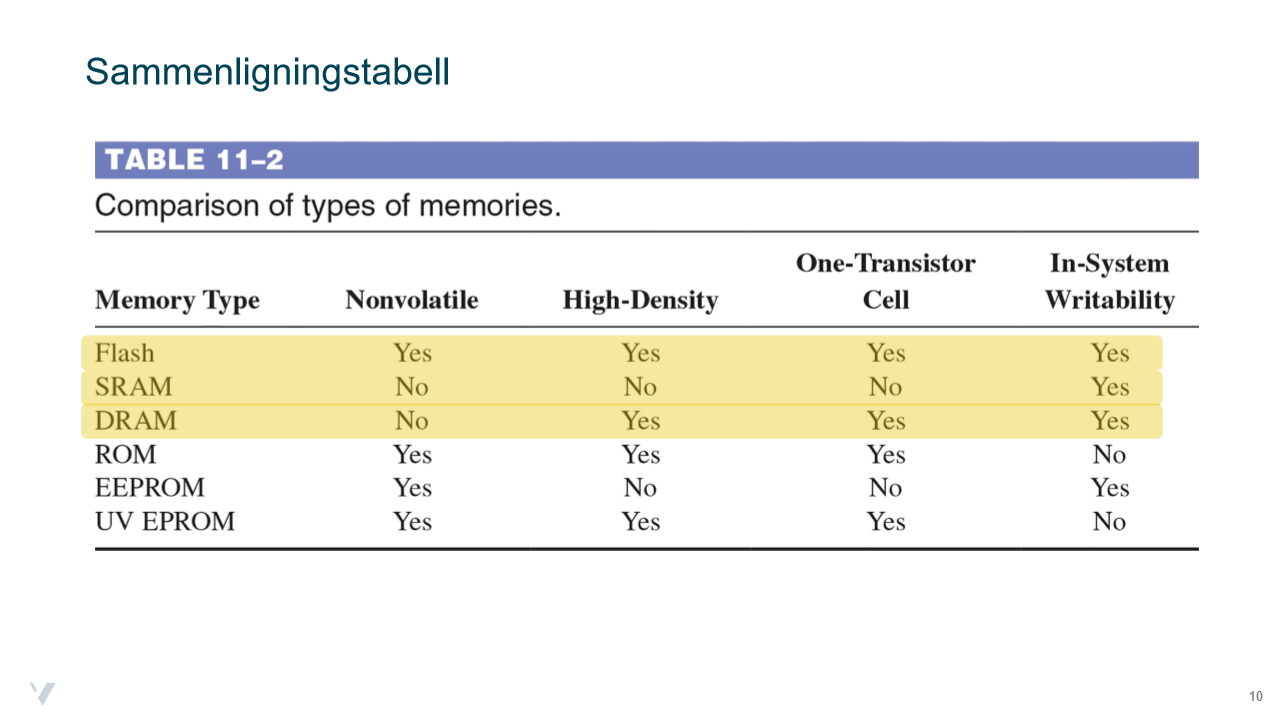 Sammenligningstabell
TABLE 11–2
Comparison of types of memories.
One-Transistor In-System
Memory Type Nonvolatile High-Density Cell Writability
Flash Yes Yes Yes Yes
SRAM No No No Yes
DRAM No Yes Yes Yes
ROM Yes Yes Yes No
EEPROM Yes No No Yes
UV EPROM Yes Yes Yes No
10